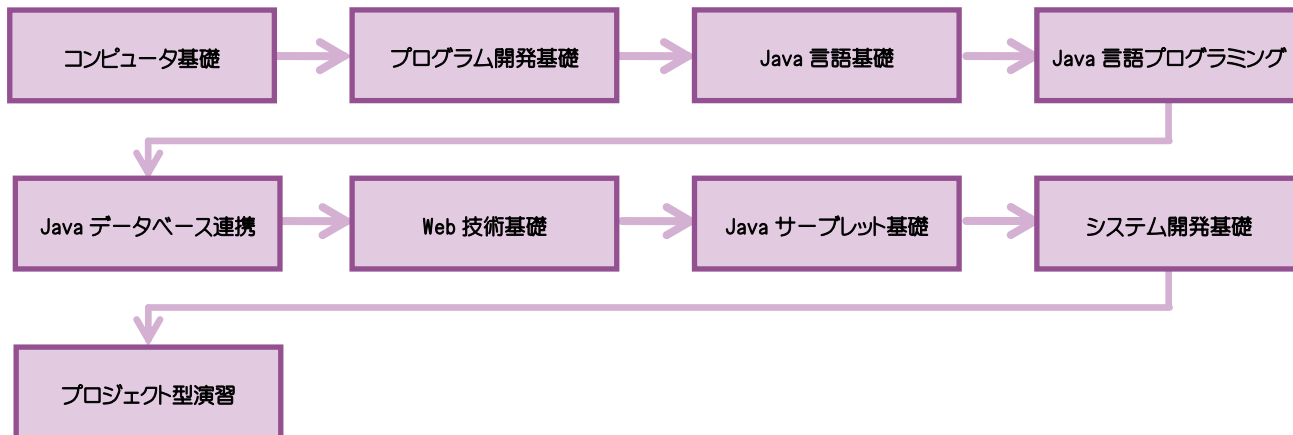 コンピュータ基礎
プログラム開発基礎
Java 言語基礎
Java 言語プログラミング
Java データベース連携
Web 技術基礎
Java サーブレット基礎
システム開発基礎
プロジェクト型演習